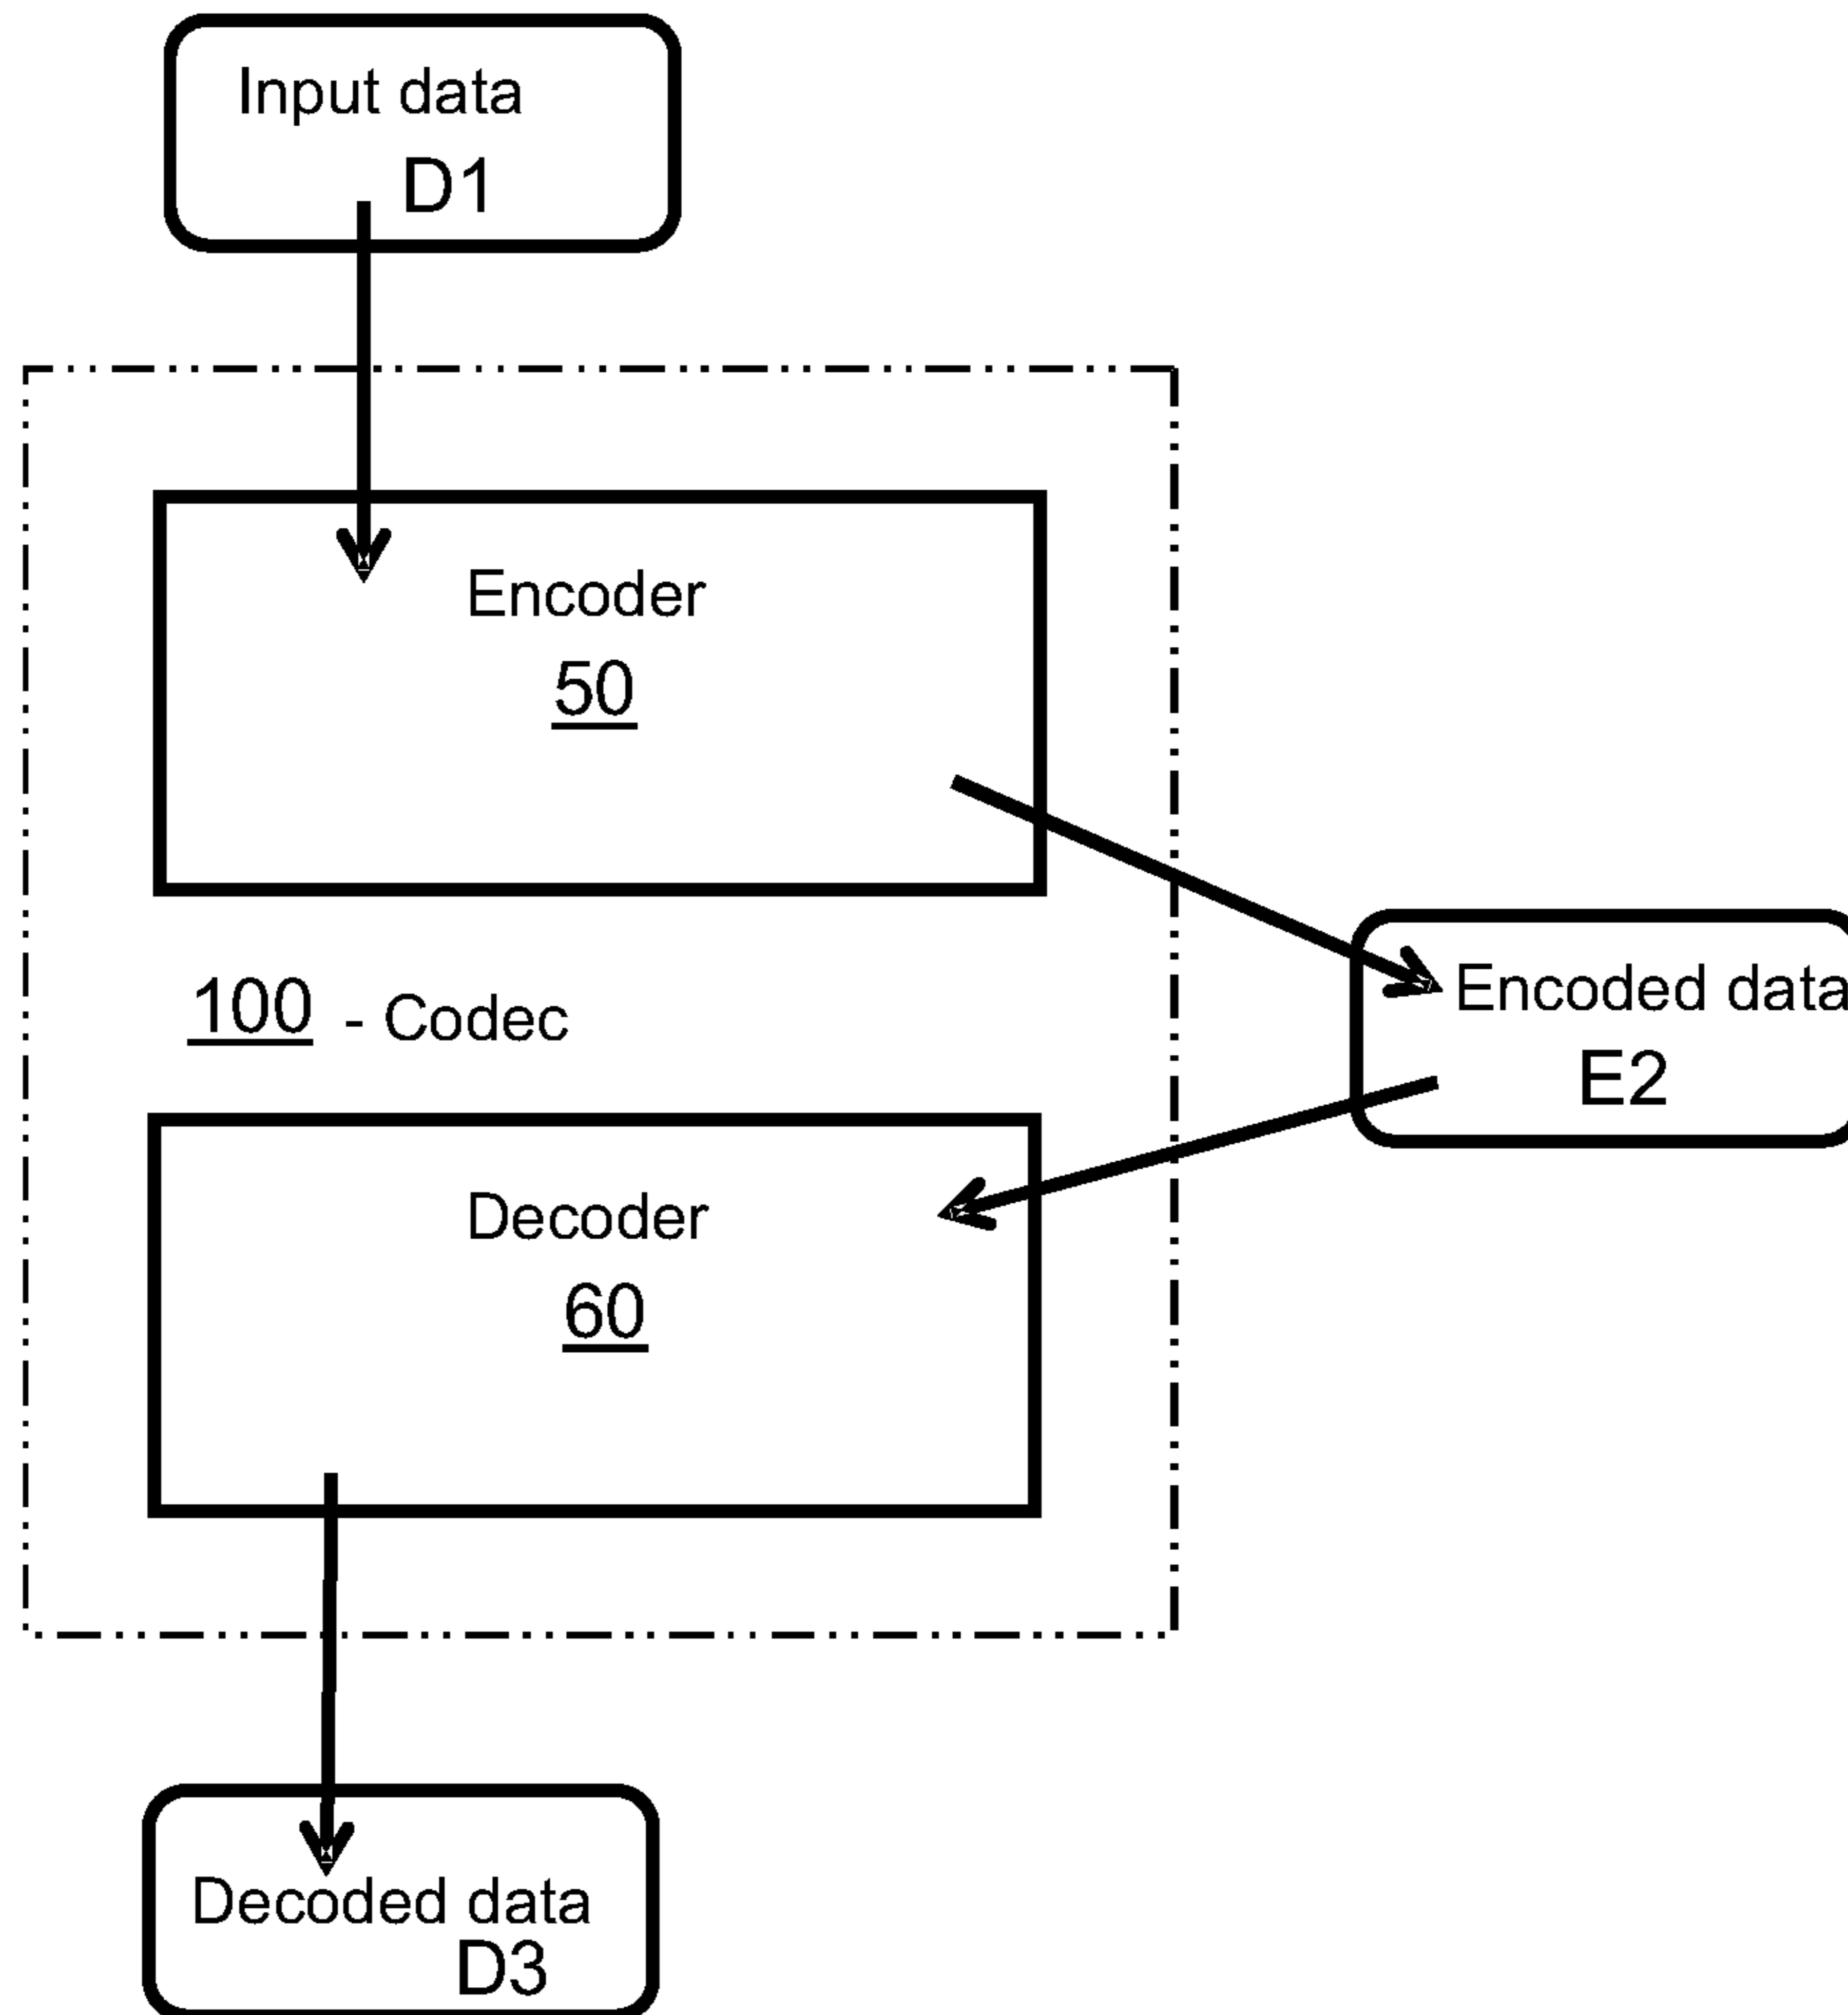 Input data
D1
Encoder
50
100 - Codec
Encoded data
E2
Decoder
60
Decoded data
D3